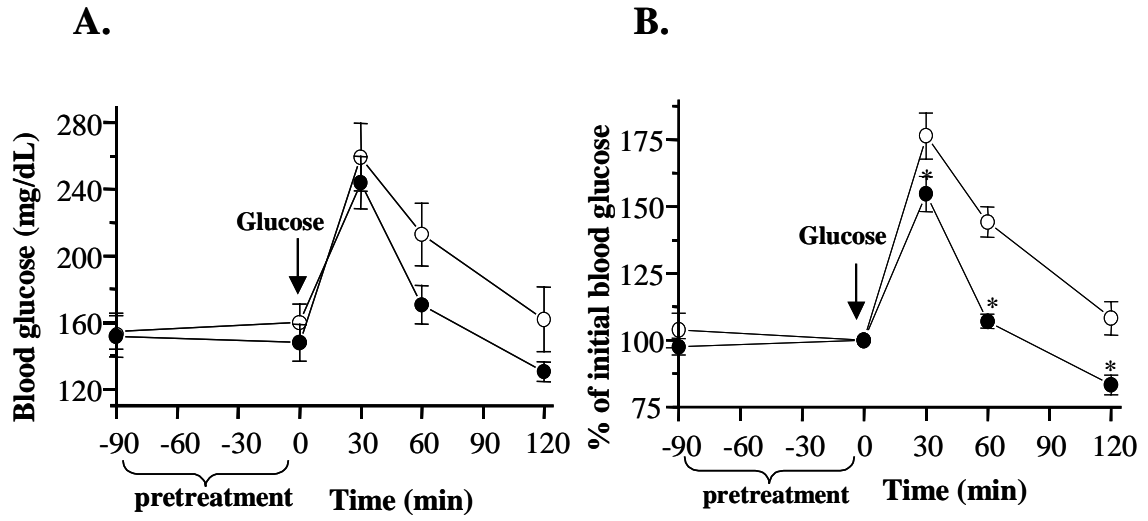 A.
Blood glucose (mg/dL)
280
240
200
160
120
Glucose
-90 -60 -30 0 30 60 90 120
pretreatment
Time (min)
B.
% of initial blood glucose
175
150
125
100
75
Glucose
*
*
*
-90 -60 -30 0 30 60 90 120
pretreatment
Time (min)